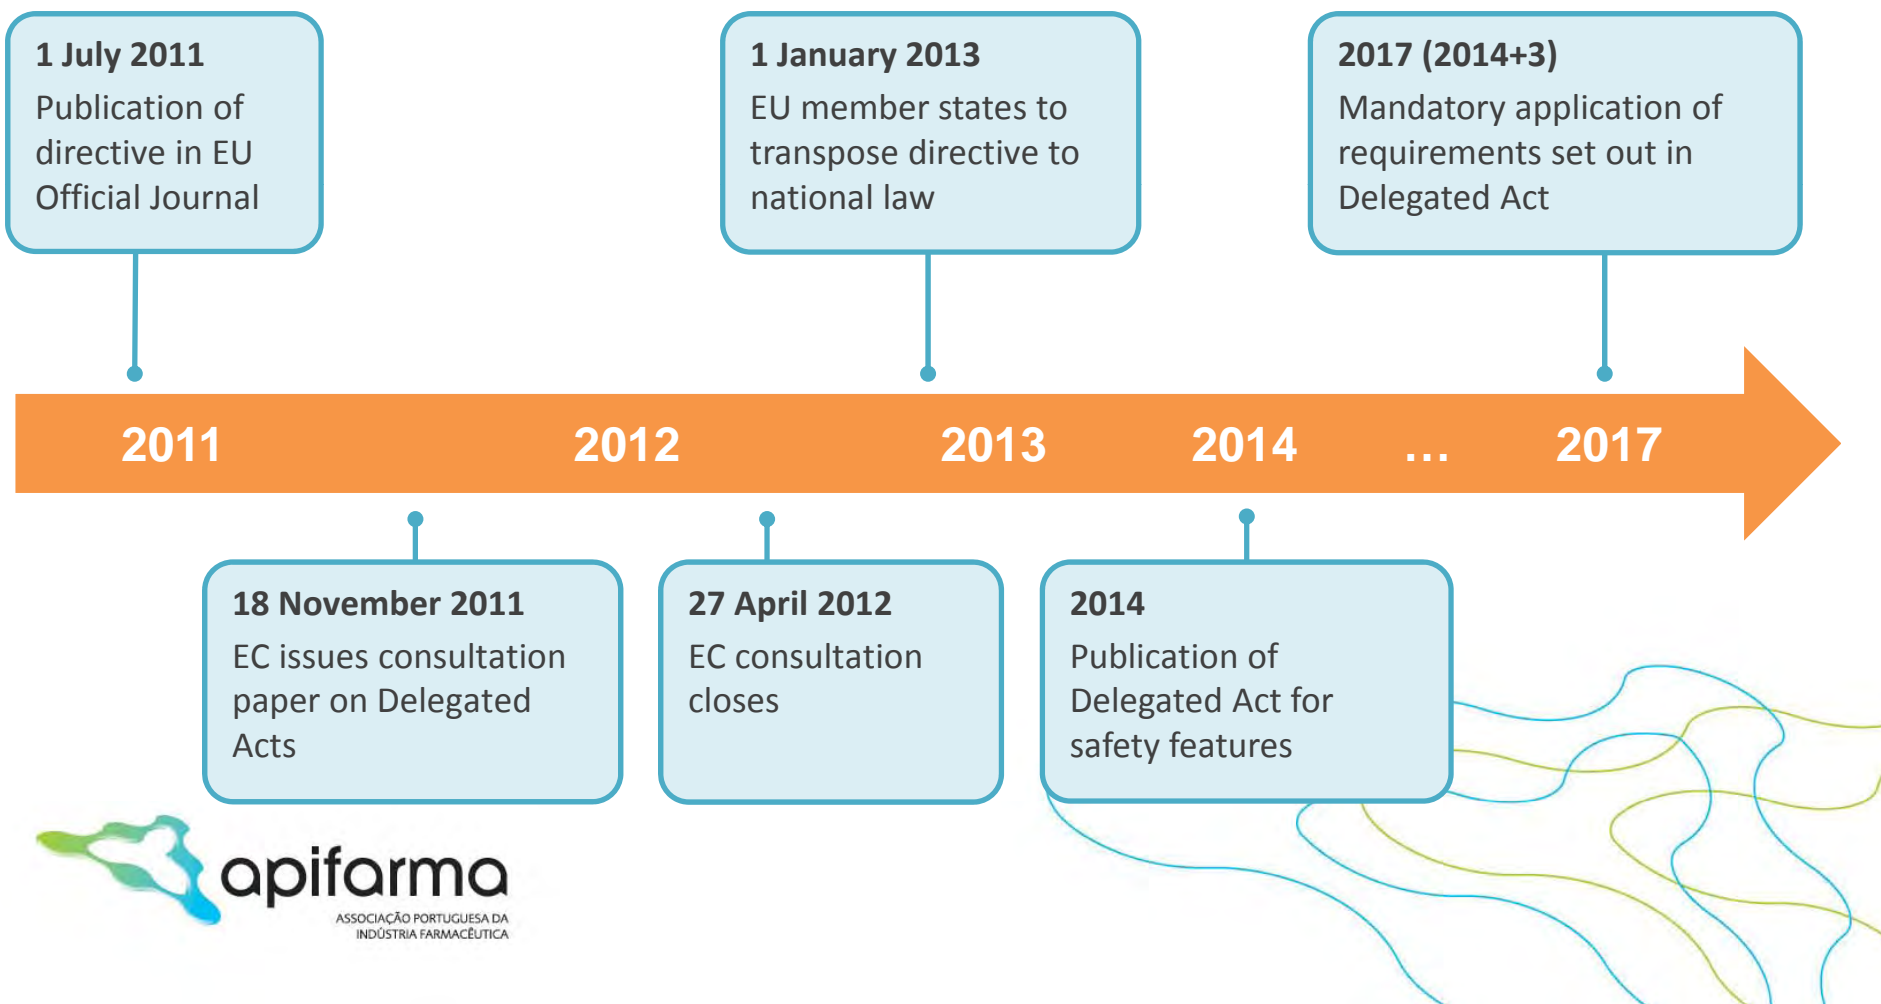 1 July 2011
Publication of
directive in EU
Official Journal
1 January 2013
EU member states to
transpose directive to
national law
2017 (2014+3)
Mandatory application of
requirements set out in
Delegated Act
2011
2012
2013
2014
...
2017
18 November 2011
EC issues consultation
paper on Delegated
Acts
27 April 2012
EC consultation
closes
2014
Publication of
Delegated Act for
safety features
apifarma
ASSOCIAÇÃO PORTUGUESA DA
INDÚSTRIA FARMACÊUTICA